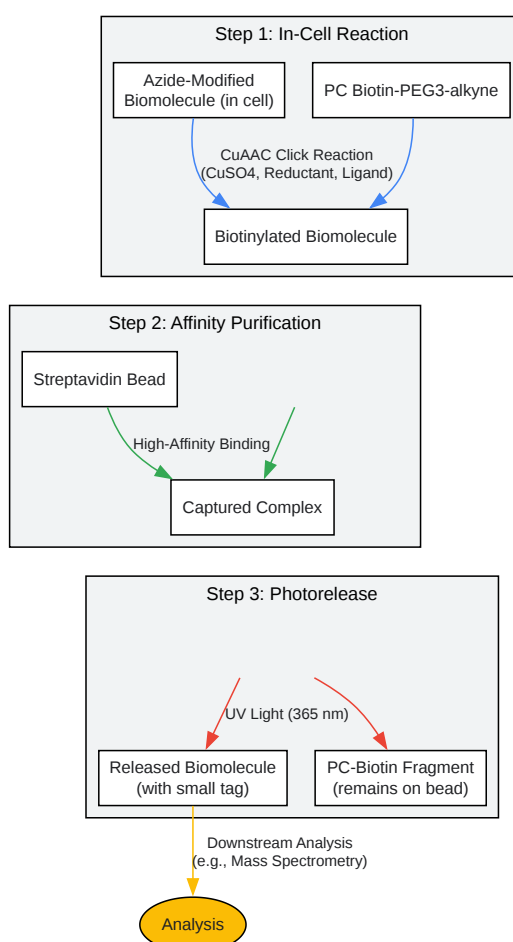 Step 1: In-Cell Reaction
Azide-Modified
Biomolecule (in cell)
PC Biotin-PEG3-alkyne
CuAAC Click Reaction
(CuSO4, Reductant, Ligand)
Biotinylated Biomolecule
Step 2: Affinity Purification
Streptavidin Bead
High-Affinity Binding
Captured Complex
Step 3: Photorelease
UV Light (365 nm)
Released Biomolecule
(with small tag)
PC-Biotin Fragment
(remains on bead)
Downstream Analysis
(e.g., Mass Spectrometry)
Analysis